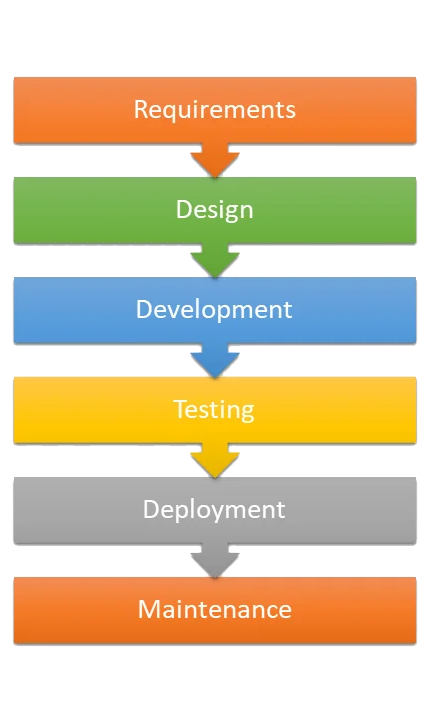 Requirements
Design
Development
Testing
Deployment
Maintenance